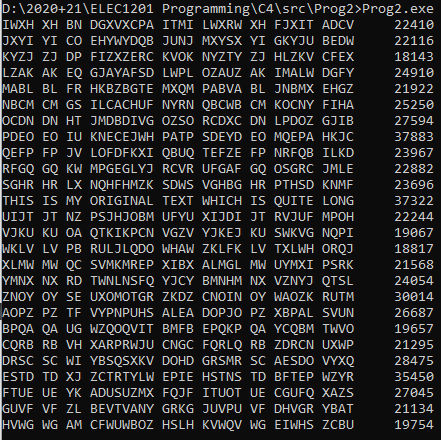 D:\2020+21\ELEC1201 Programming\C4\src\Prog2>Prog2.exe
IWXH XH BN DGXVXCPA ITMI LWXRW XH FJXIT ADCV 22410
JXYI YI CO EHYWYDQB JUNJ MXYSX YI GKYJU BEDW 22116
KYZJ ZJ DP FIZXZERC KVOK NYZTY ZJ HLZKV CFEX 18143
LZAK AK EQ GJAYAFSD LWPL OZAUZ AK IMALW DGFY 24910
MABL BL FR HKBZBGTE MXQM PABVA BL JNBMX EHGZ 21922
NBCM CM GS ILCACHUF NYRN QBCWB CM KOCNY FIHA 25250
OCDN DN HT JMDBDIVG OZSO RCDXC DN LPDOZ GJIB 27594
PDEO EO IU KNECEJWH PATP SDEYD EO MQEPA HKJC 37883
QEFP FP JV LOFDFKXI QBUQ TEFZE FP NRFQB ILKD 23967
RFGQ GQ KW MPGEGLYJ RCVR UFGAF GQ OSGRC JMLE 22882
SGHR HR LX NQHFHMZK SDWS VGHBG HR PTHSD KNMF 23696
THIS IS MY ORIGINAL TEXT WHICH IS QUITE LONG 37322
UIJT JT NZ PSJHJOBM UFYU XIJDI JT RVJUF MPOH 22244
VJKU KU OA QTKIKPCN VGZV YJKEJ KU SWKVG NQPI 19067
WKLV LV PB RULJLQDO WHAW ZKLFK LV TXLWH ORQJ 18817
XLMW MW QC SVMKMREP XIBX ALMGL MW UYMXI PSRK 21568
YMNX NX RD TWNLNSFQ YJCY BMNHM NX VZNYJ QTSL 24054
ZNOY OY SE UXOMOTGR ZKDZ CNOIN OY WAOZK RUTM 30014
AOPZ PZ TF VYPNPUHS ALEA DOPJO PZ XBPAL SVUN 26687
BPQA QA UG WZQOQVIT BMFB EPQKP QA YCQBM TWVO 19657
CQRB RB VH XARPRWJU CNGC FQRLQ RB ZDRCN UXWP 21295
DRSC SC WI YBSQSXKV DOHD GRSMR SC AESDO VYXQ 28475
ESTD TD XJ ZCTRTYLW EPIE HSTNS TD BFTEP WZYR 35450
FTUE UE YK ADUSUZMX FQJF ITUOT UE CGUFQ XAZS 27045
GUVF VF ZL BEVTVANY GRKG JUVPU VF DHVGR YBAT 21134
HVWG WG AM CFWUWBOZ HSLH KVWQV WG EIWHS ZCBU 19754